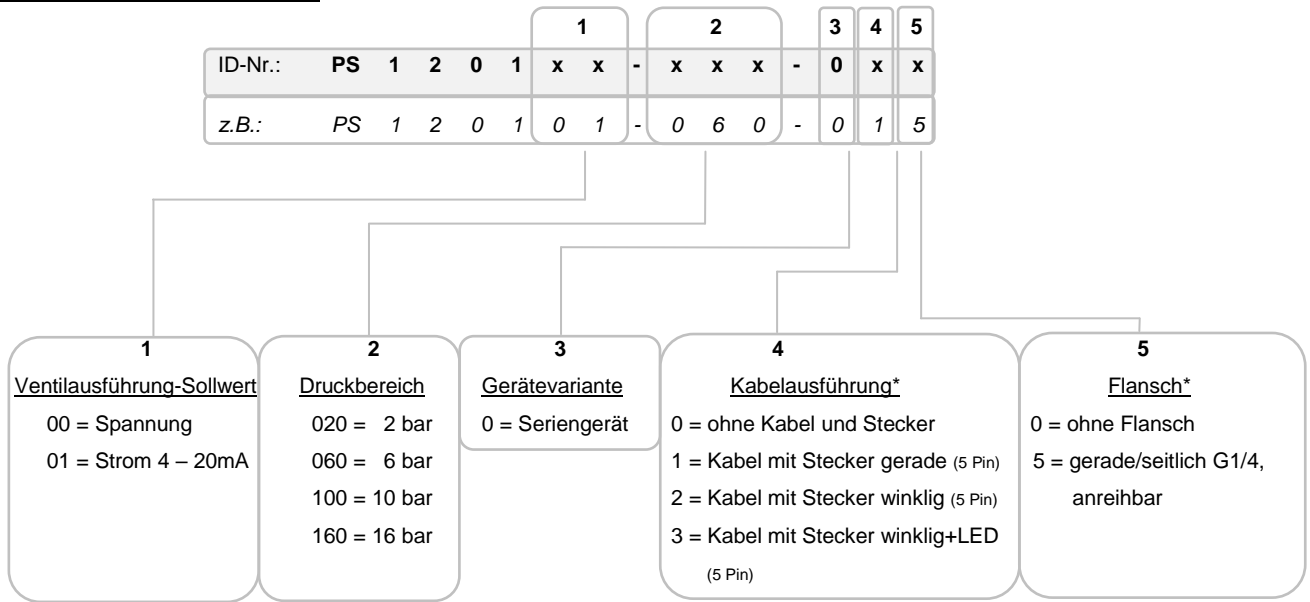 1 2 3 4 5
ID-Nr.: PS 1 2 0 1 x x - x x x - 0 x x
z.B.: PS 1 2 0 1 0 1 - 0 6 0 - 0 1 5
1
Ventilausführung-Sollwert
00 = Spannung
01 = Strom 4 – 20mA
2
Druckbereich
020 = 2 bar
060 = 6 bar
100 = 10 bar
160 = 16 bar
3
Gerätevariante
0 = Seriengerät
4
Kabelausführung*
0 = ohne Kabel und Stecker
1 = Kabel mit Stecker gerade (5 Pin)
2 = Kabel mit Stecker winklig (5 Pin)
3 = Kabel mit Stecker winklig+LED
(5 Pin)
5
Flansch*
0 = ohne Flansch
5 = gerade/seitlich G1/4,
anreihbar